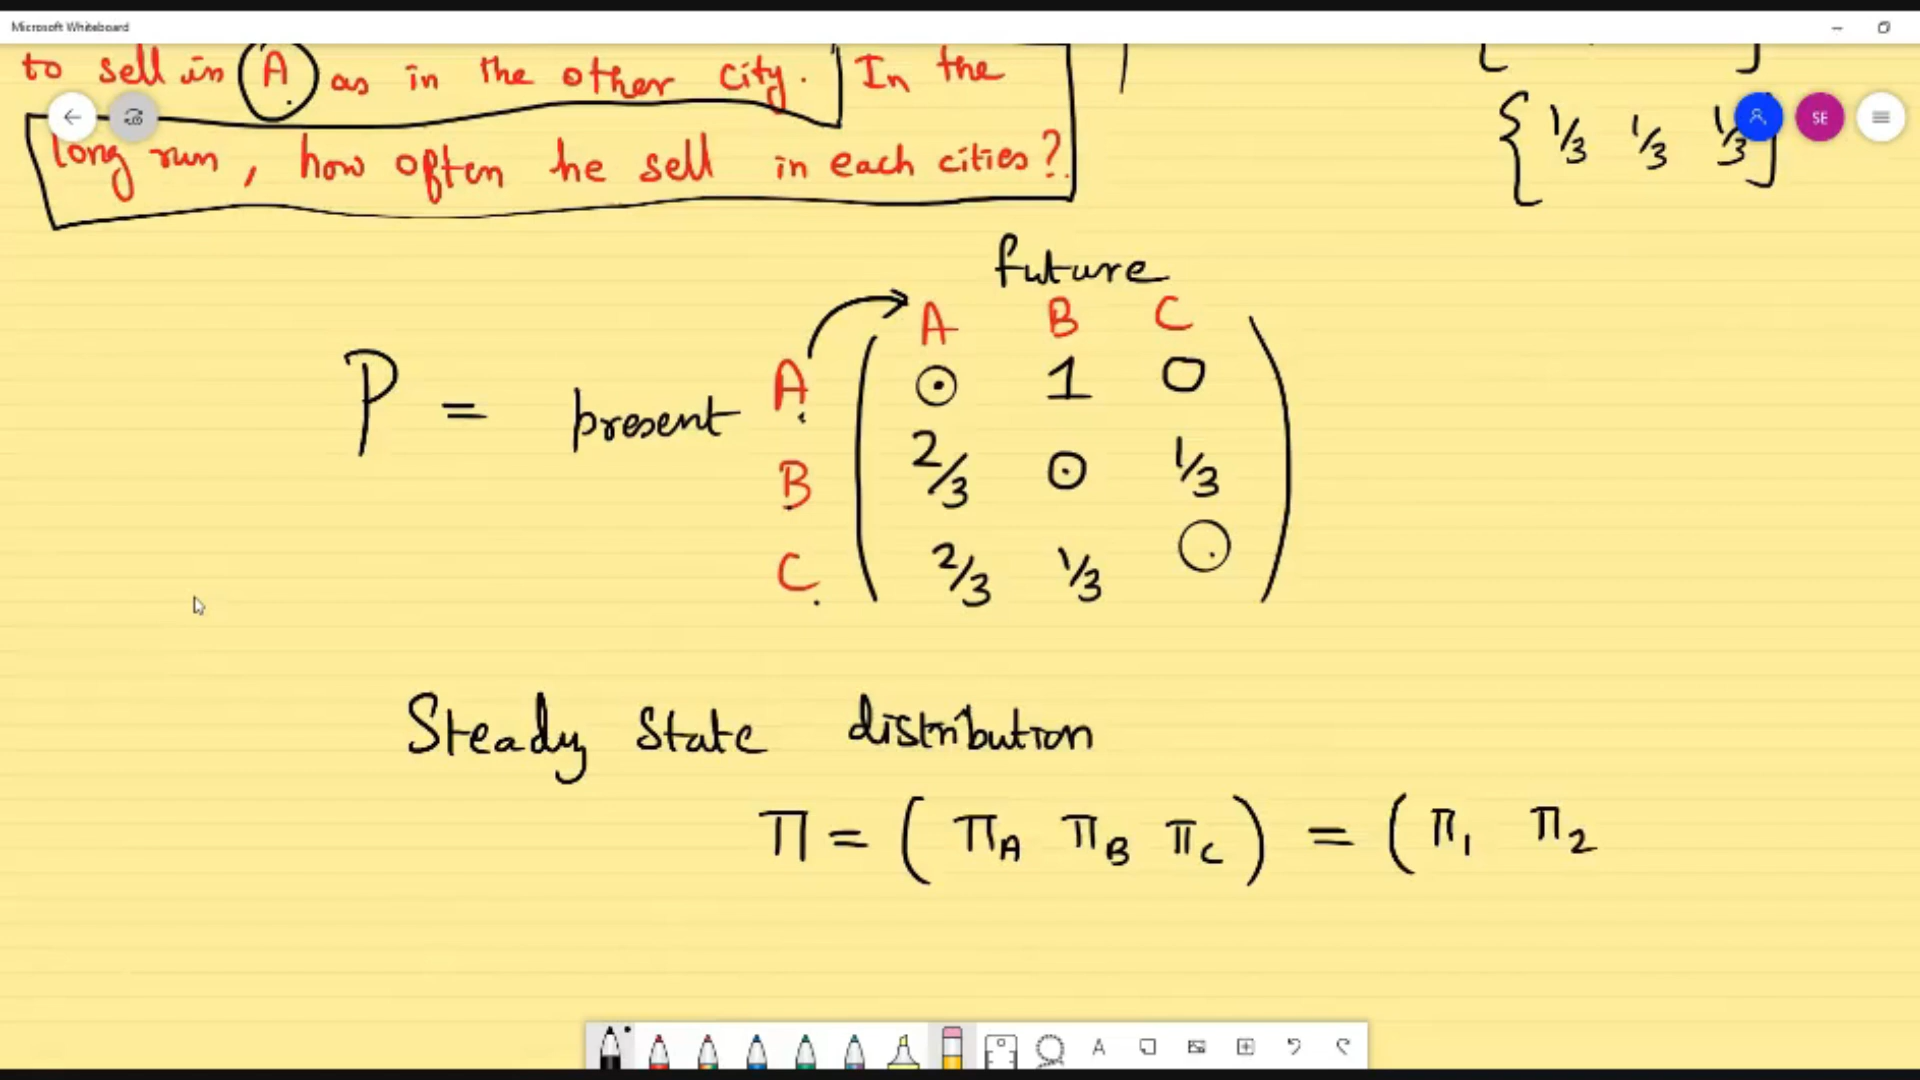 Microsoft Whiteboard
to sell in A as in the other city. In the
long run, how often he sell in each cities?
{ 1/3 1/3 1/3 ]
SE
future
A B C
P = present A ( 0 1 0 )
B 2/3 0 1/3
C 2/3 1/3 0
Steady State distribution
Π = ( Π_A Π_B Π_C ) = ( Π_1 Π_2
A